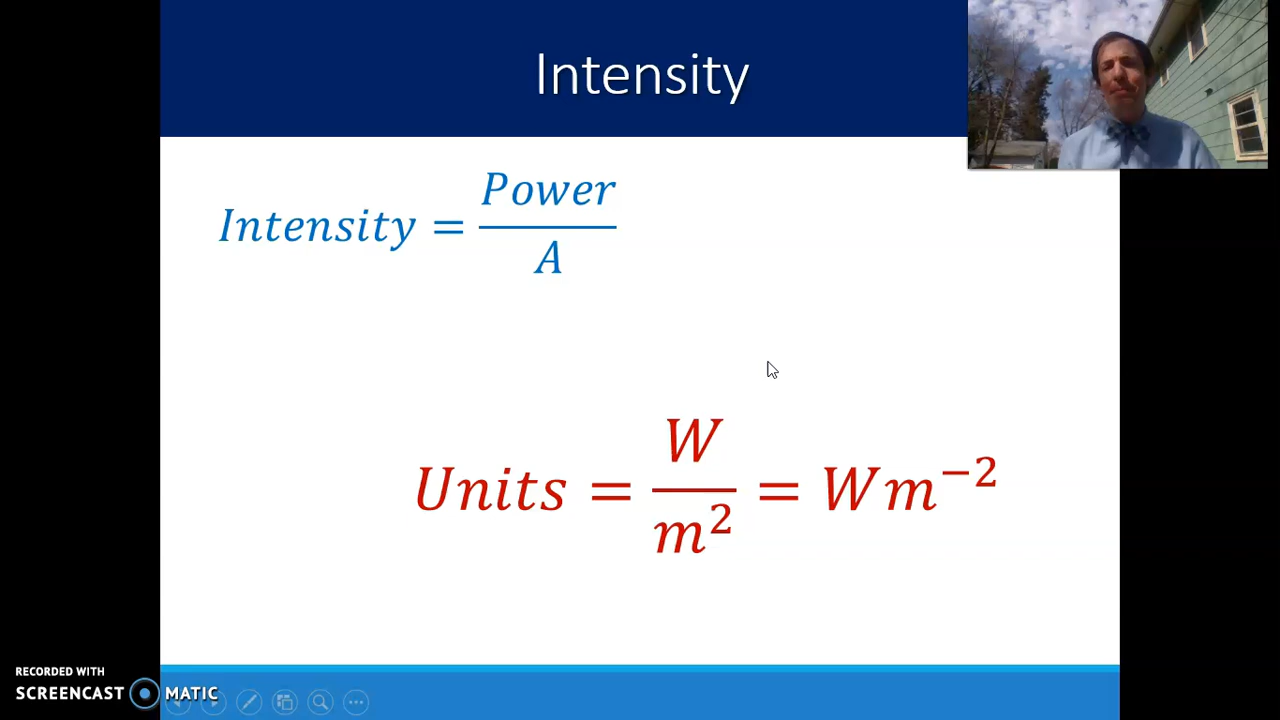 Intensity
Intensity = Power / A
Units = W / m² = Wm⁻²
RECORDED WITH
SCREENCAST MATIC